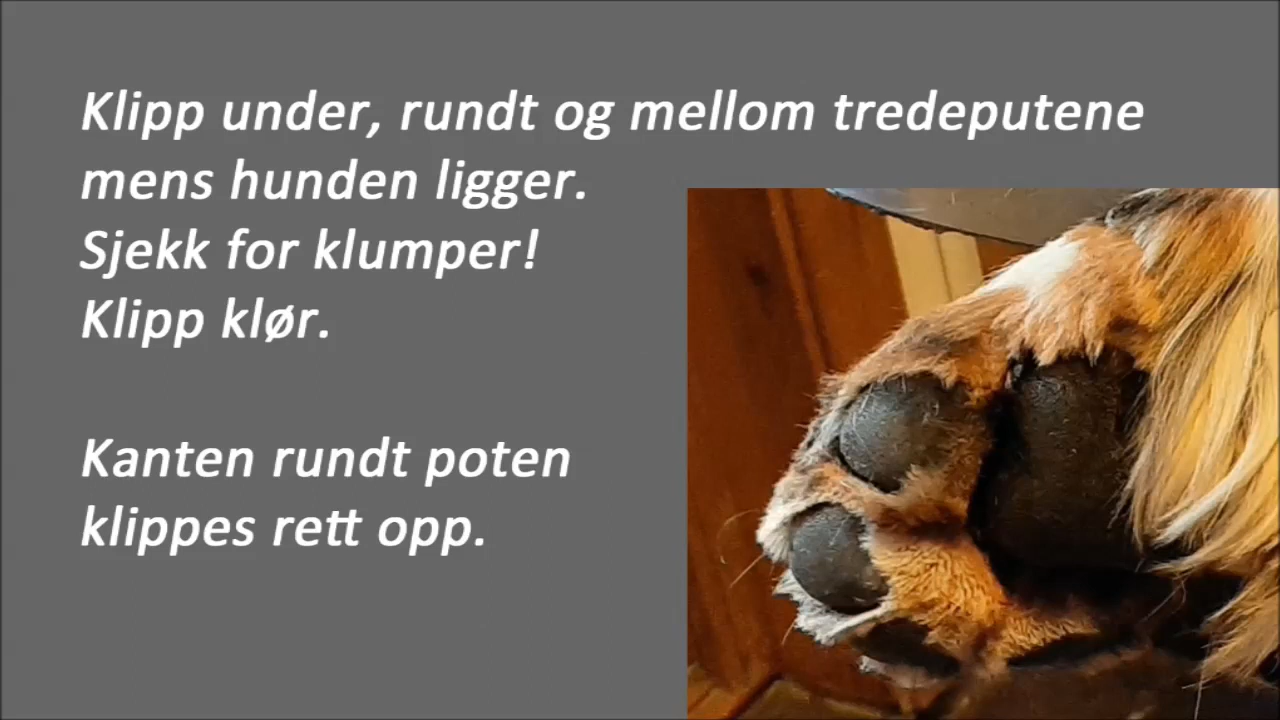 Klipp under, rundt og mellom tredeputene
mens hunden ligger.
Sjekk for klumper!
Klipp klør.
Kanten rundt poten
klippes rett opp.